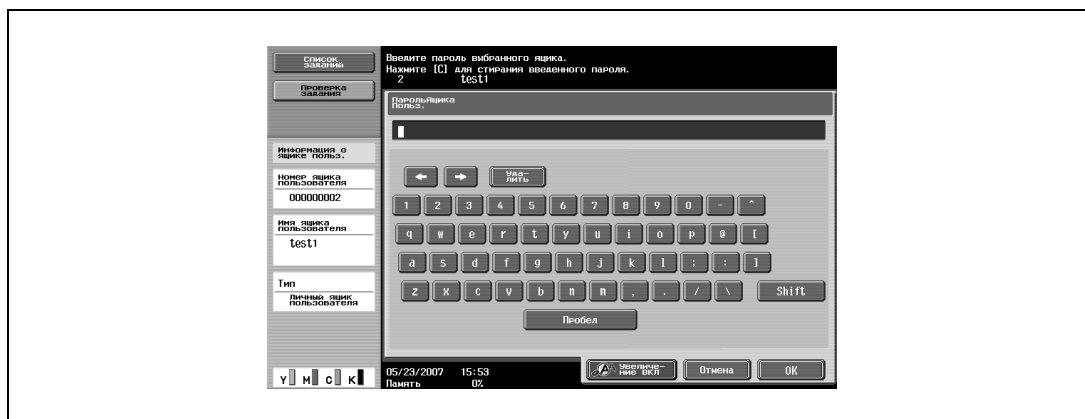 Список
заданий
Проверка
задания
Введите пароль выбранного ящика.
Нажмите [C] для стирания введенного пароля.
2 test1
ПарольЯщика
Польз.
Информация о
ящике польз.
Номер ящика
пользователя
000000002
Имя ящика
пользователя
test1
Тип
Личный ящик
пользователя
Уда-
лить
1 2 3 4 5 6 7 8 9 0 - ^
q w e r t y u i o p @ [
a s d f g h j k l ; : ]
z x c v b n m , . / \ Shift
Пробел
Y M C K
05/23/2007 15:53
Память 0%
Увеличе-
ние ВКЛ
Отмена
OK